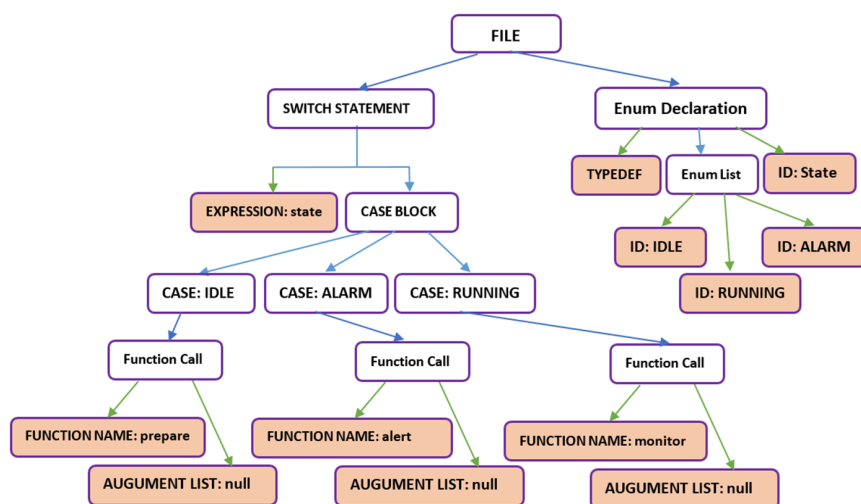 FILE
SWITCH STATEMENT
Enum Declaration
TYPEDEF
Enum List
ID: State
EXPRESSION: state
CASE BLOCK
ID: IDLE
ID: ALARM
ID: RUNNING
CASE: IDLE
CASE: ALARM
CASE: RUNNING
Function Call
Function Call
Function Call
FUNCTION NAME: prepare
FUNCTION NAME: alert
FUNCTION NAME: monitor
AUGUMENT LIST: null
AUGUMENT LIST: null
AUGUMENT LIST: null